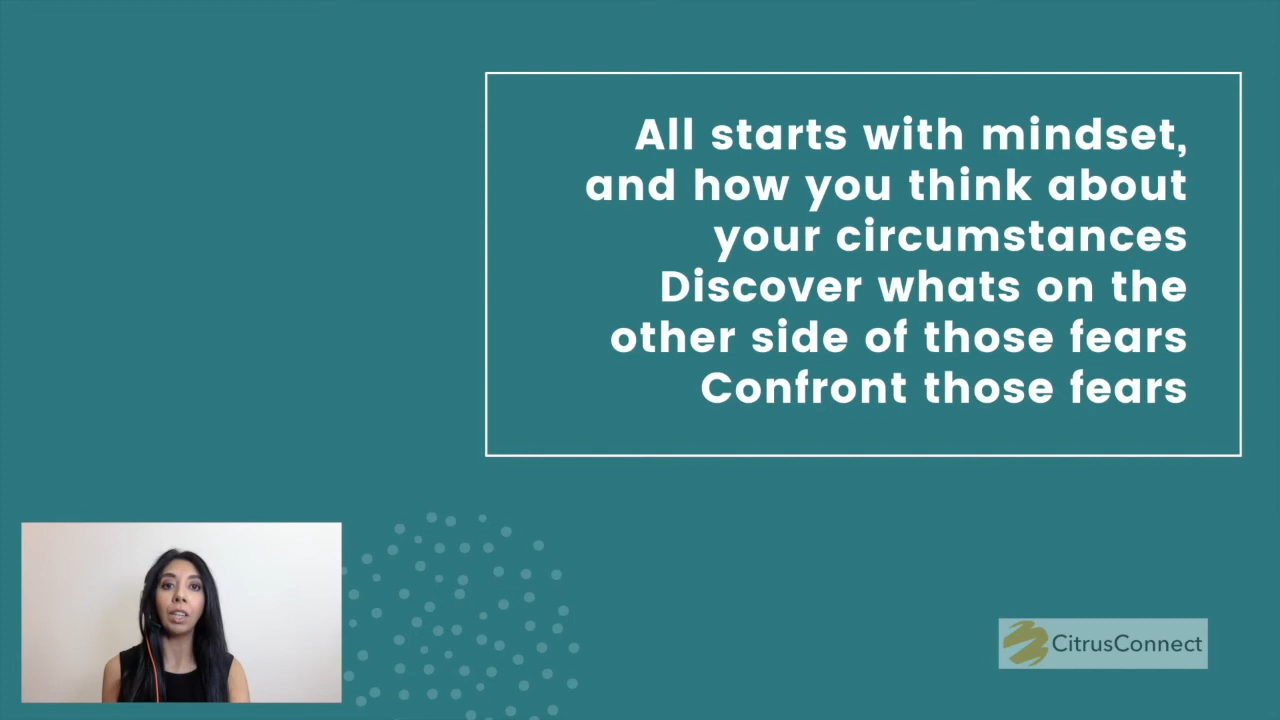 All starts with mindset,
and how you think about
your circumstances
Discover whats on the
other side of those fears
Confront those fears
CitrusConnect